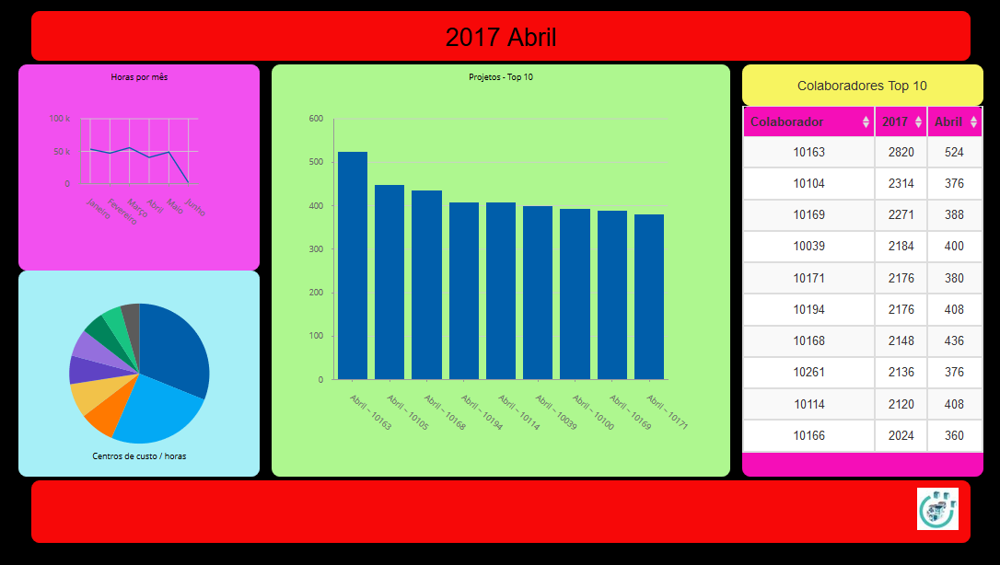 2017 Abril
Horas por mês
100 k
50 k
0
Janeiro
Fevereiro
Março
Abril
Maio
Junho
Centros de custo / horas
Projetos - Top 10
600
500
400
300
200
100
0
Abril - 10163
Abril - 10105
Abril - 10168
Abril - 10194
Abril - 10114
Abril - 10039
Abril - 10100
Abril - 10169
Abril - 10171
Colaboradores Top 10
Colaborador 2017 Abril
10163 2820 524
10104 2314 376
10169 2271 388
10039 2184 400
10171 2176 380
10194 2176 408
10168 2148 436
10261 2136 376
10114 2120 408
10166 2024 360